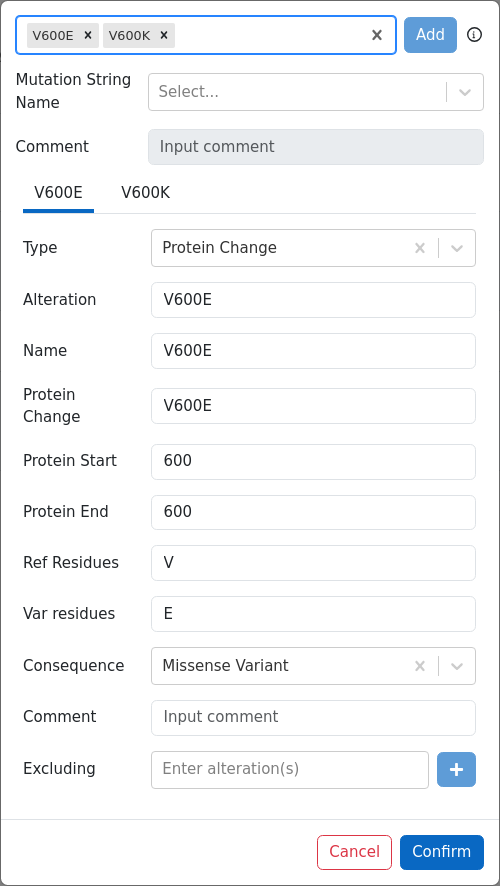 V600E × V600K × × Add
Mutation String
Name
Select...
Comment Input comment
V600E V600K
Type Protein Change
Alteration V600E
Name V600E
Protein
Change
V600E
Protein Start 600
Protein End 600
Ref Residues V
Var residues E
Consequence Missense Variant
Comment Input comment
Excluding Enter alteration(s) +
Cancel Confirm